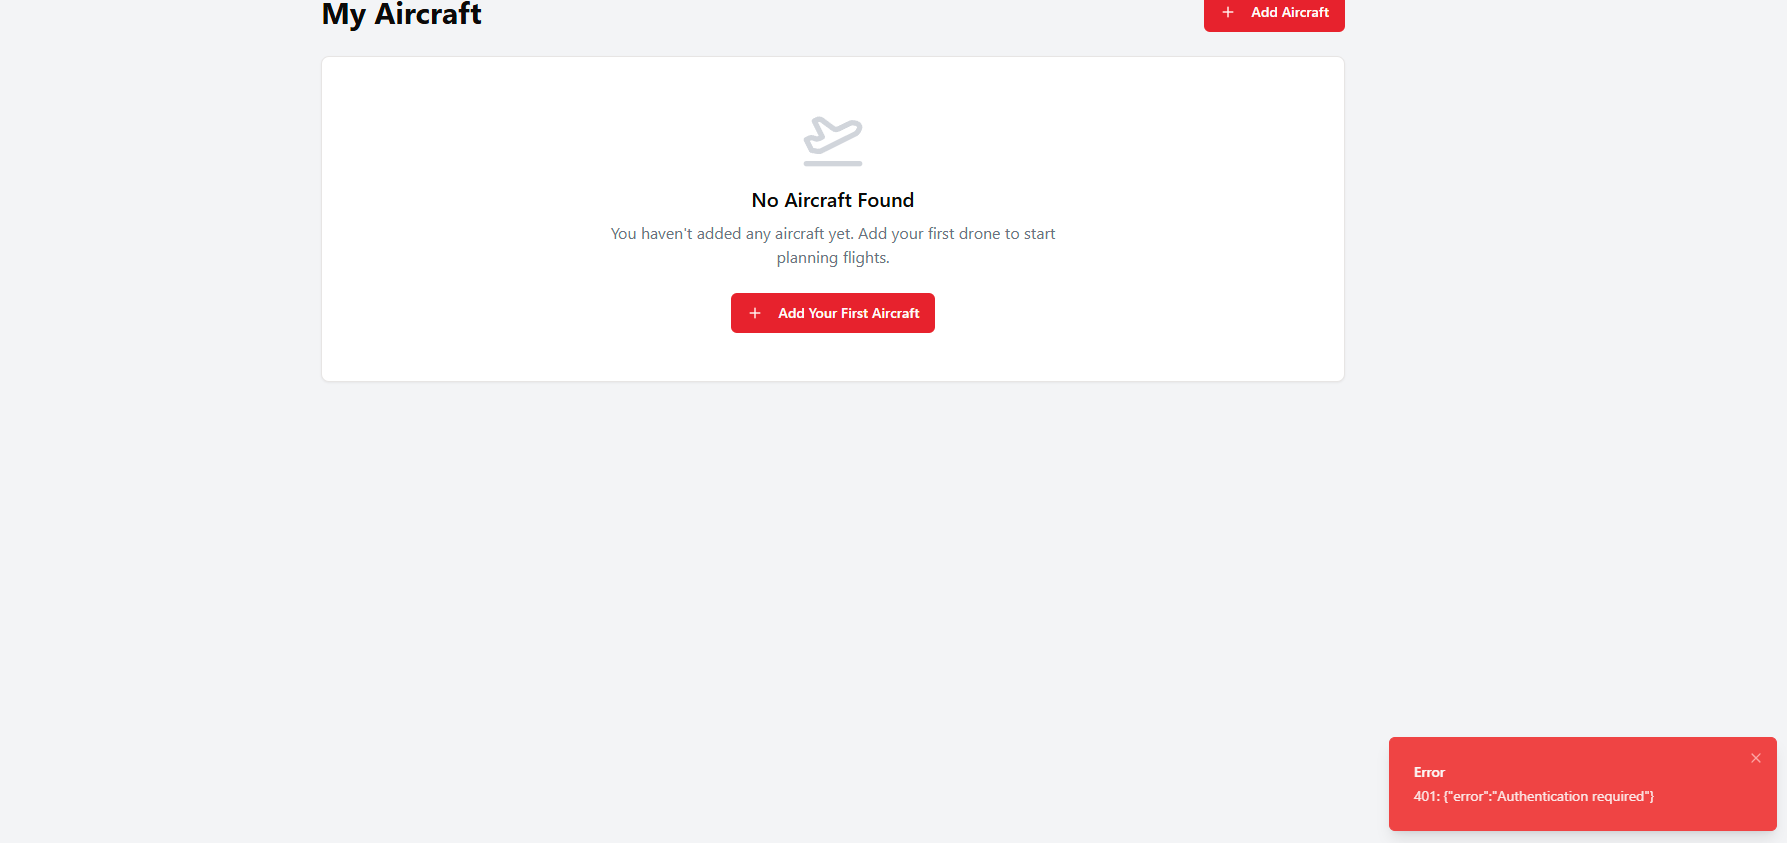 My Aircraft
Add Aircraft
No Aircraft Found
You haven't added any aircraft yet. Add your first drone to start
planning flights.
Add Your First Aircraft
Error
401: {"error":"Authentication required"}